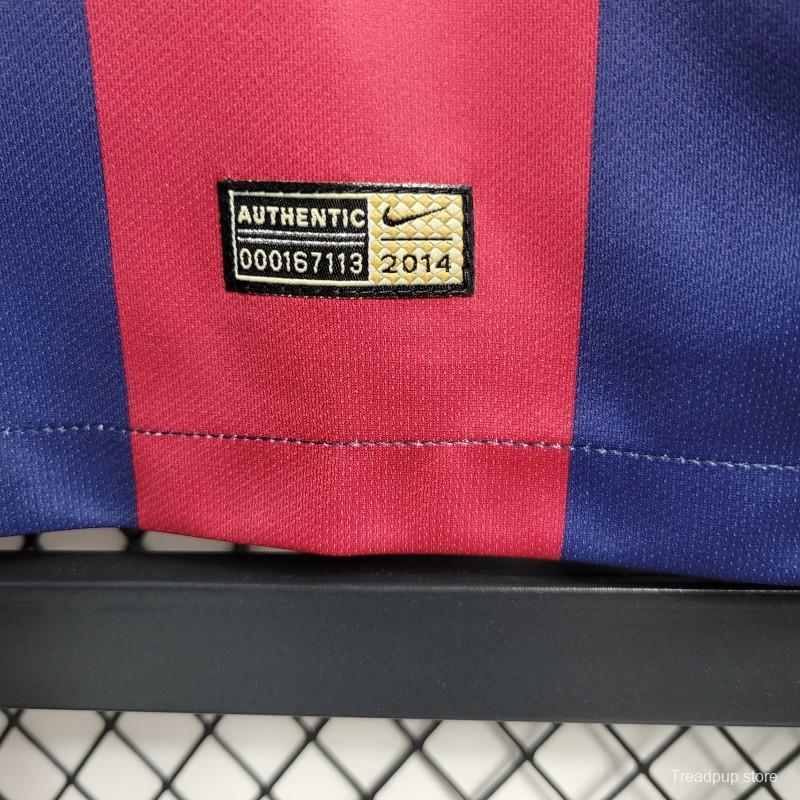 AUTHENTIC
000167113
2014
Treadpup.store